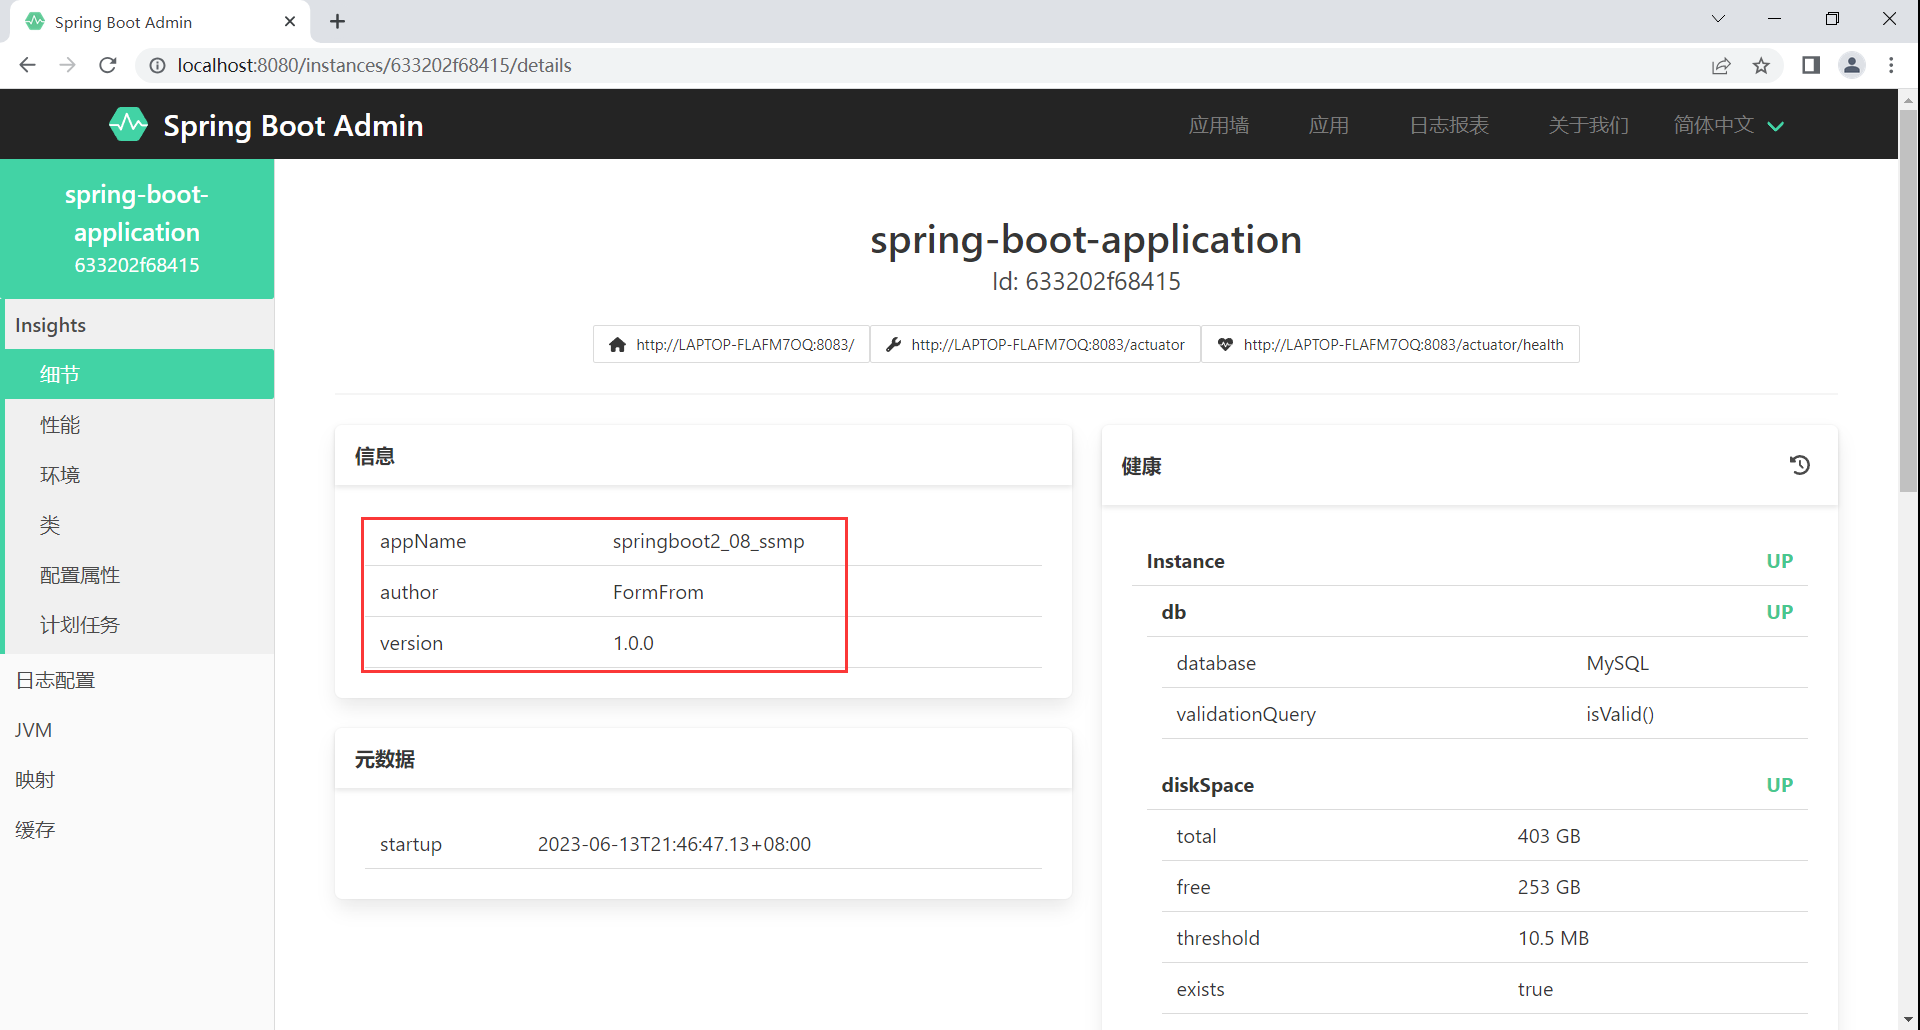 Spring Boot Admin
localhost:8080/instances/633202f68415/details
Spring Boot Admin
应用墙 应用 日志报表 关于我们 简体中文
spring-boot-
application
633202f68415
Insights
细节
性能
环境
类
配置属性
计划任务
日志配置
JVM
映射
缓存
spring-boot-application
Id: 633202f68415
http://LAPTOP-FLAFM7OQ:8083/ http://LAPTOP-FLAFM7OQ:8083/actuator http://LAPTOP-FLAFM7OQ:8083/actuator/health
信息
appName springboot2_08_ssmp
author FormFrom
version 1.0.0
元数据
startup 2023-06-13T21:46:47.13+08:00
健康
Instance UP
db UP
database MySQL
validationQuery isValid()
diskSpace UP
total 403 GB
free 253 GB
threshold 10.5 MB
exists true